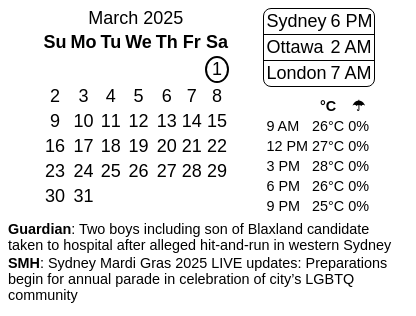 March 2025
Su Mo Tu We Th Fr Sa
1
2 3 4 5 6 7 8
9 10 11 12 13 14 15
16 17 18 19 20 21 22
23 24 25 26 27 28 29
30 31
Sydney 6 PM
Ottawa 2 AM
London 7 AM
°C ☂
9 AM 26°C 0%
12 PM 27°C 0%
3 PM 28°C 0%
6 PM 26°C 0%
9 PM 25°C 0%
Guardian: Two boys including son of Blaxland candidate
taken to hospital after alleged hit-and-run in western Sydney
SMH: Sydney Mardi Gras 2025 LIVE updates: Preparations
begin for annual parade in celebration of city’s LGBTQ
community